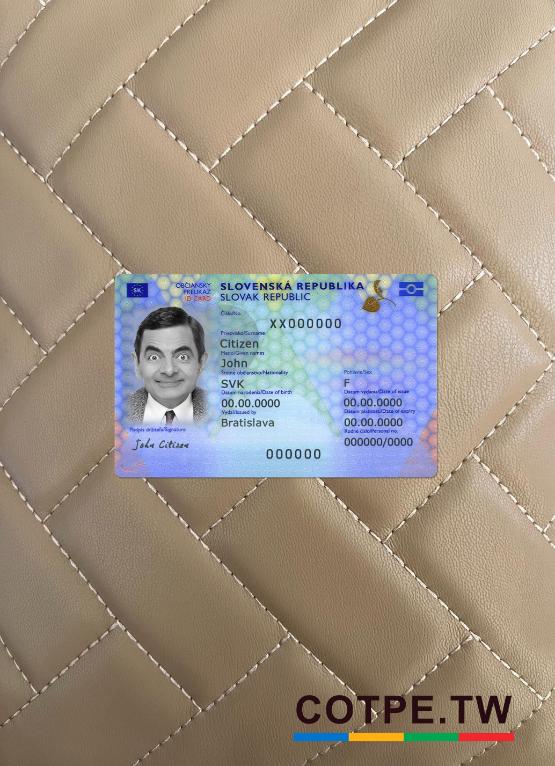 SK
OBČIANSKY
PREUKAZ
ID CARD
SLOVENSKÁ REPUBLIKA
SLOVAK REPUBLIC
Číslo/No.
XX000000
Priezvisko/Surname
Citizen
Meno/Given names
John
Štátne občianstvo/Nationality
Pohlavie/Sex
SVK
F
Dátum narodenia/Date of birth
Dátum vydania/Date of issue
00.00.0000
00.00.0000
Vydal/Issued by
Dátum platnosti/Date of expiry
Bratislava
00.00.0000
Rodné číslo/Personal no.
000000/0000
Podpis držiteľa/Signature
John Citizen
000000
COTPE.TW